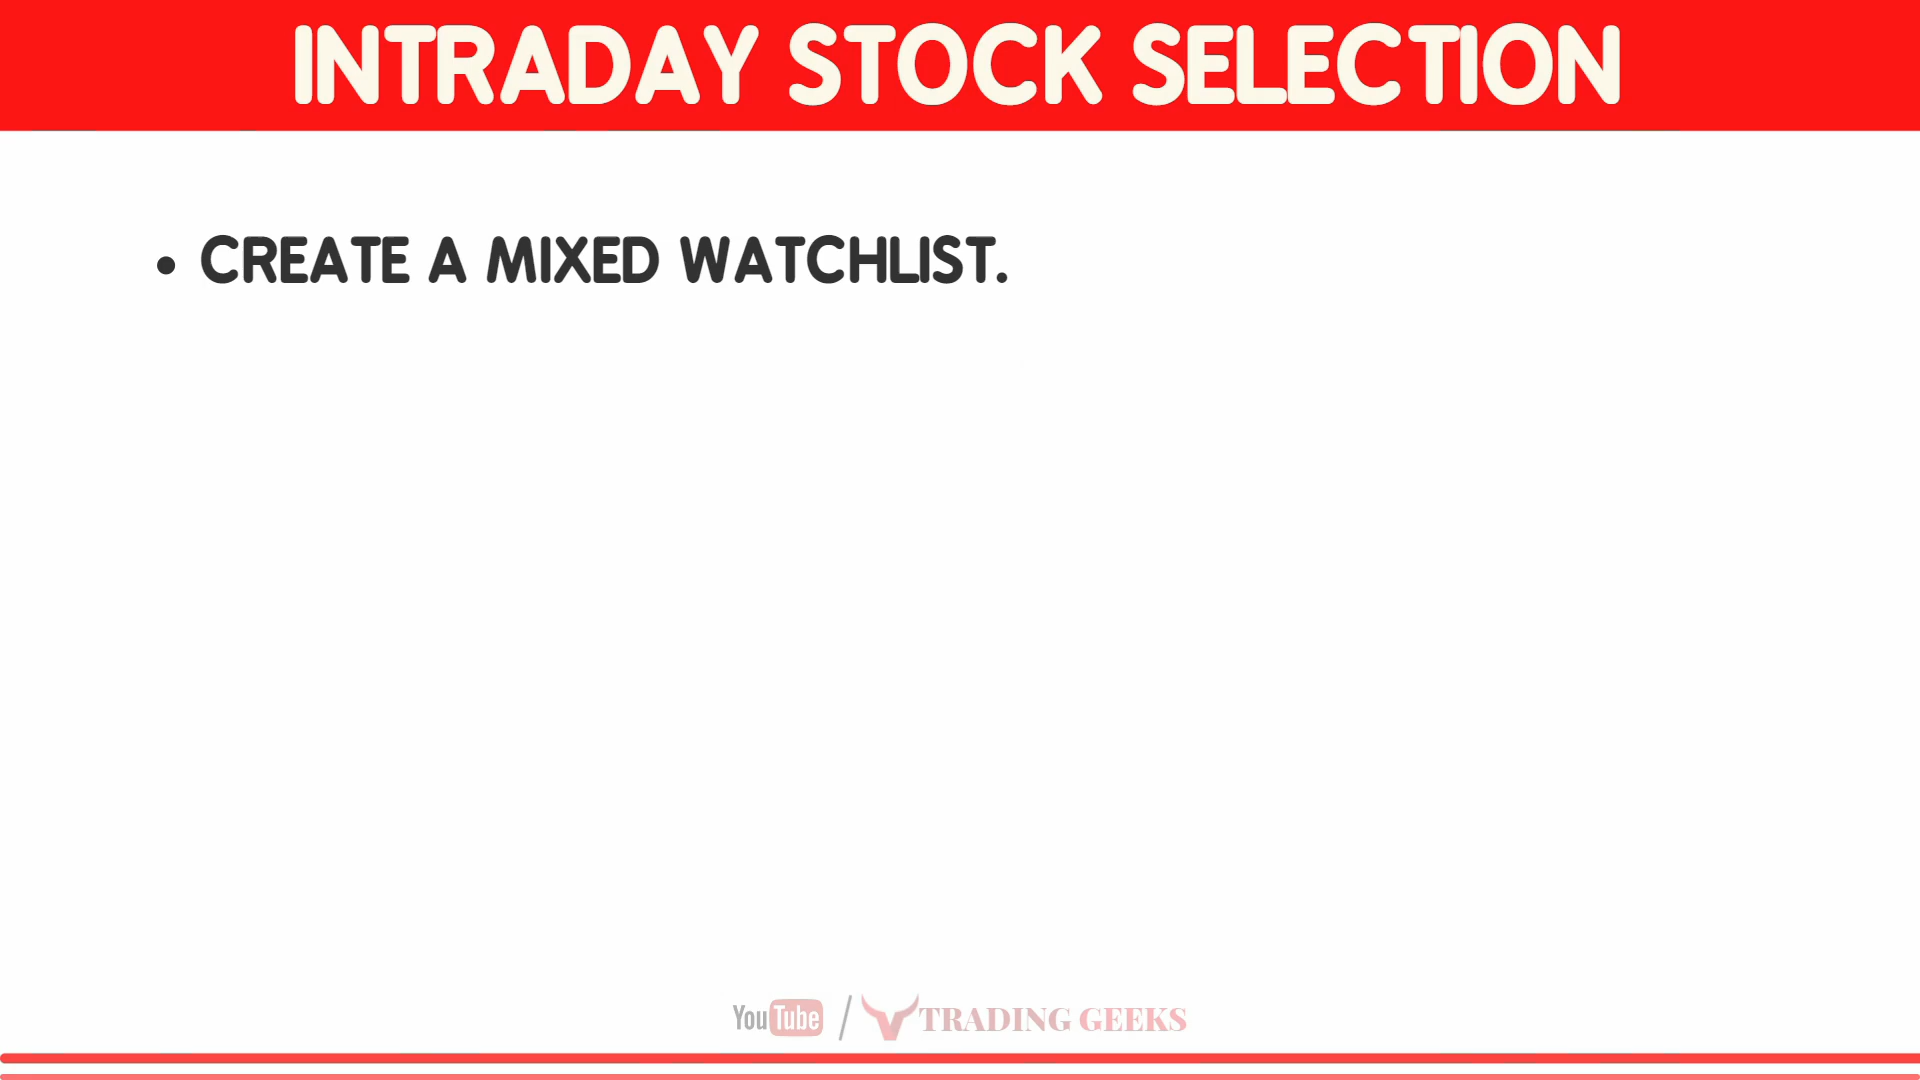 INTRADAY STOCK SELECTION
• CREATE A MIXED WATCHLIST.
YouTube / TRADING GEEKS